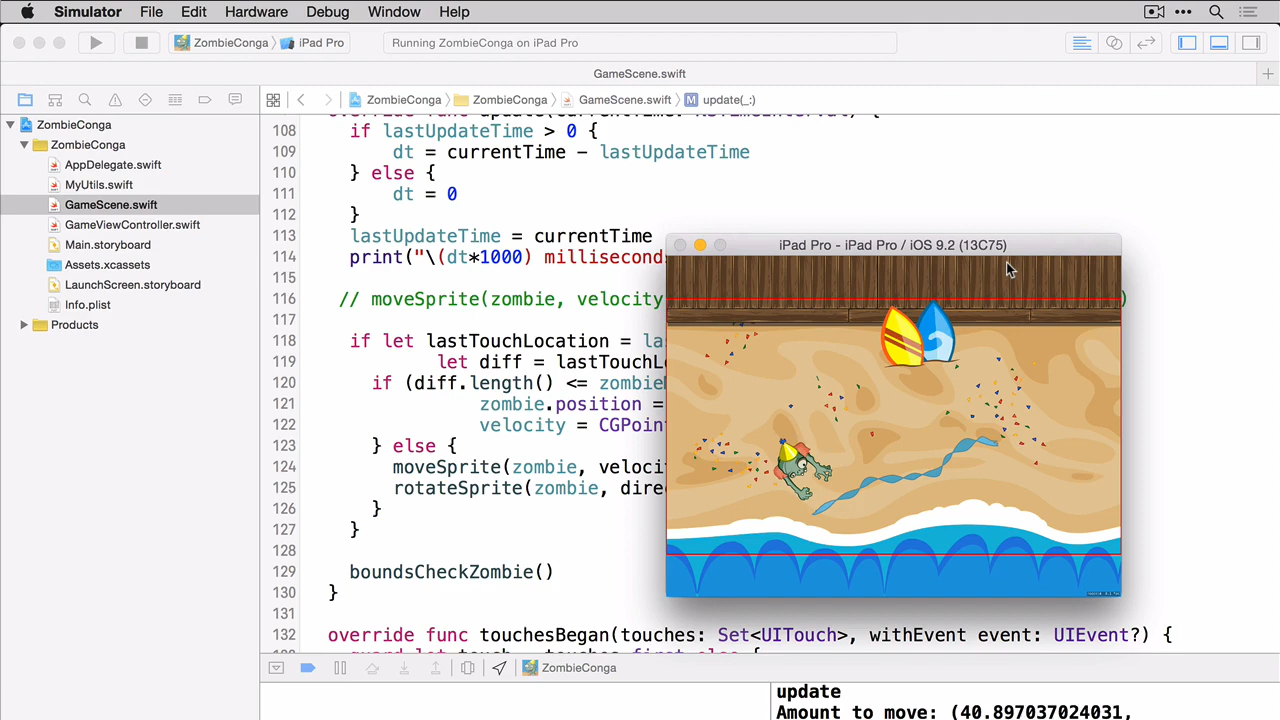 Simulator File Edit Hardware Debug Window Help
ZombieConga iPad Pro Running ZombieConga on iPad Pro
GameScene.swift
ZombieConga ZombieConga GameScene.swift M update(_:)
ZombieConga
ZombieConga
AppDelegate.swift
MyUtils.swift
GameScene.swift
GameViewController.swift
Main.storyboard
Assets.xcassets
LaunchScreen.storyboard
Info.plist
Products
108 if lastUpdateTime > 0 {
109 dt = currentTime - lastUpdateTime
110 } else {
111 dt = 0
112 }
113 lastUpdateTime = currentTime
114 print("\(dt*1000) millisecond
115
116 // moveSprite(zombie, velocity )
117
118 if let lastTouchLocation =
119 let diff = lastTouchL
120 if (diff.length() <= zombie
121 zombie.position =
122 velocity = CGPoin
123 } else {
124 moveSprite(zombie, veloci
125 rotateSprite(zombie, dire
126 }
127 }
128
129 boundsCheckZombie()
130 }
131
132 override func touchesBegan(touches: Set<UITouch>, withEvent event: UIEvent?) {
iPad Pro - iPad Pro / iOS 9.2 (13C75)
ZombieConga
update
Amount to move: (40.897037024031,